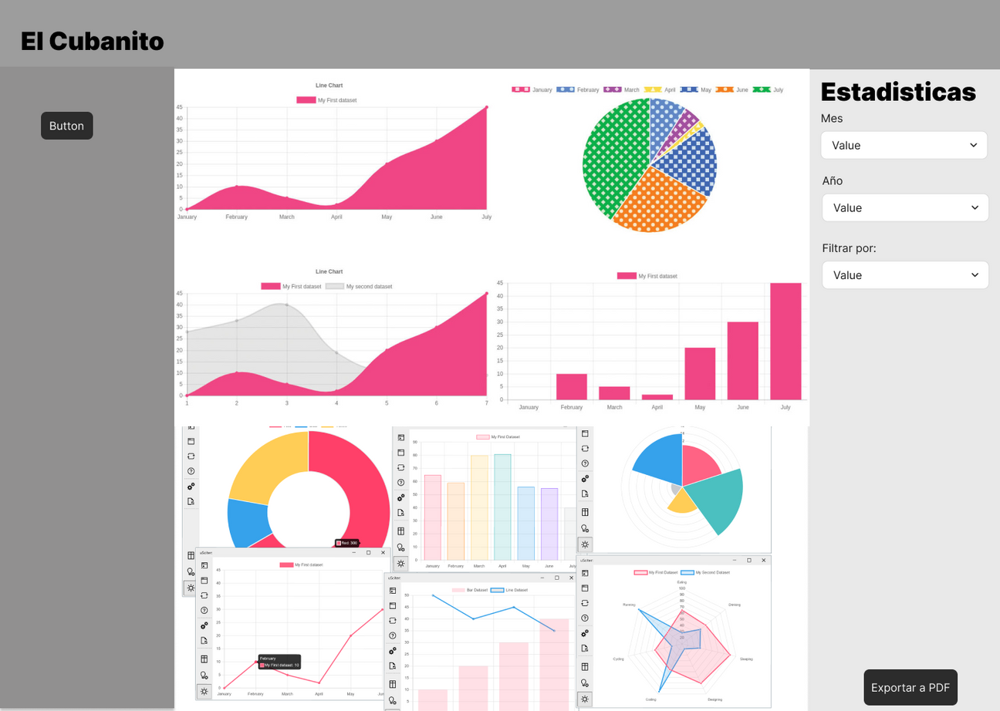 El Cubanito
Button
Line Chart
My First dataset
45
40
35
30
25
20
15
10
5
0
January February March April May June July
January February March April May June July
Estadisticas
Mes
Value
Año
Value
Filtrar por:
Value
Line Chart
My First dataset My second dataset
45
40
35
30
25
20
15
10
5
0
1 2 3 4 5 6 7
My First dataset
45
40
35
30
25
20
15
10
5
0
January February March April May June July
Red: 300
My First Dataset
90
80
70
60
50
40
30
20
10
0
January February March April May June July
uSciter:
My First dataset
45
40
35
30
25
20
15
10
5
0
February
My First dataset: 10
January February March April May Jun
uSciter:
Bar Dataset Line Dataset
50
45
40
35
30
25
20
15
10
5
uSciter:
My First Dataset My Second Dataset
Eating
100
90
80
70
60
Running
Drinking
Cycling
Sleeping
Coding
Designing
Exportar a PDF